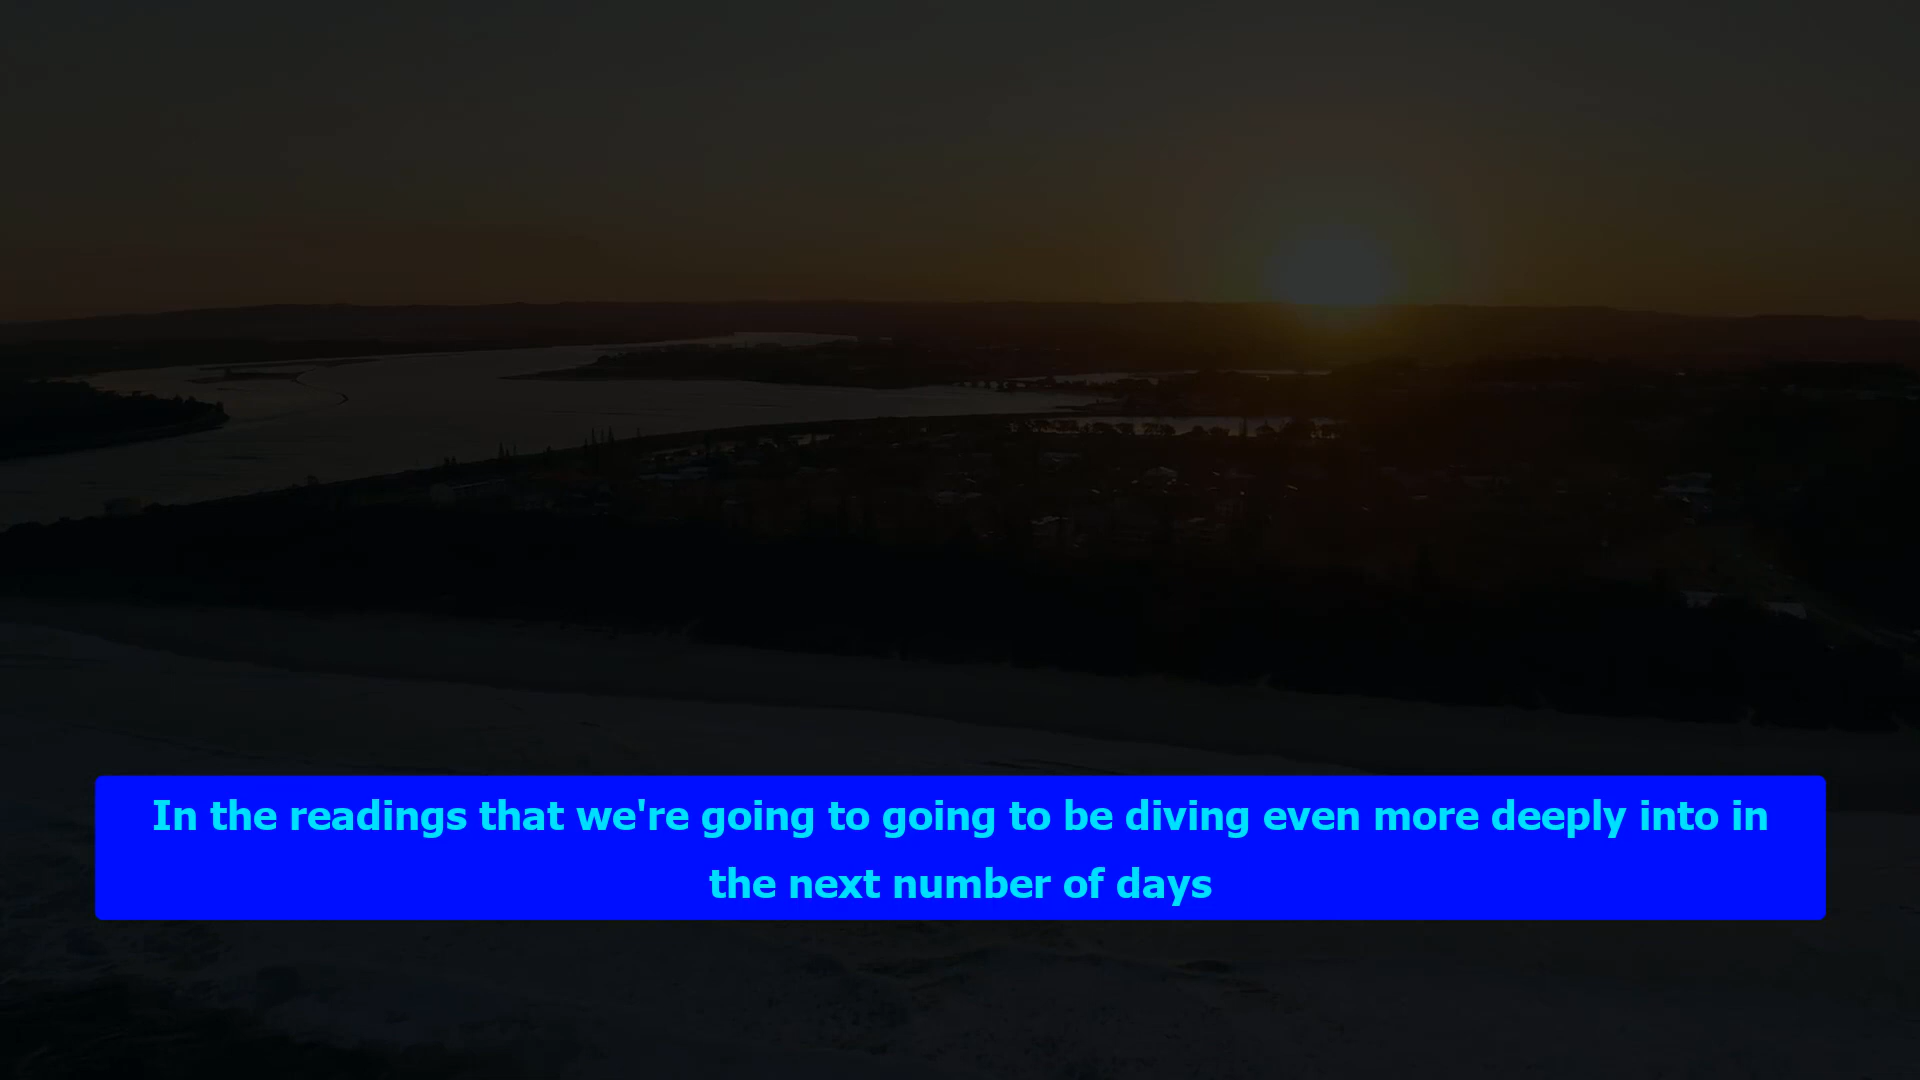 In the readings that we're going to going to be diving even more deeply into in
the next number of days